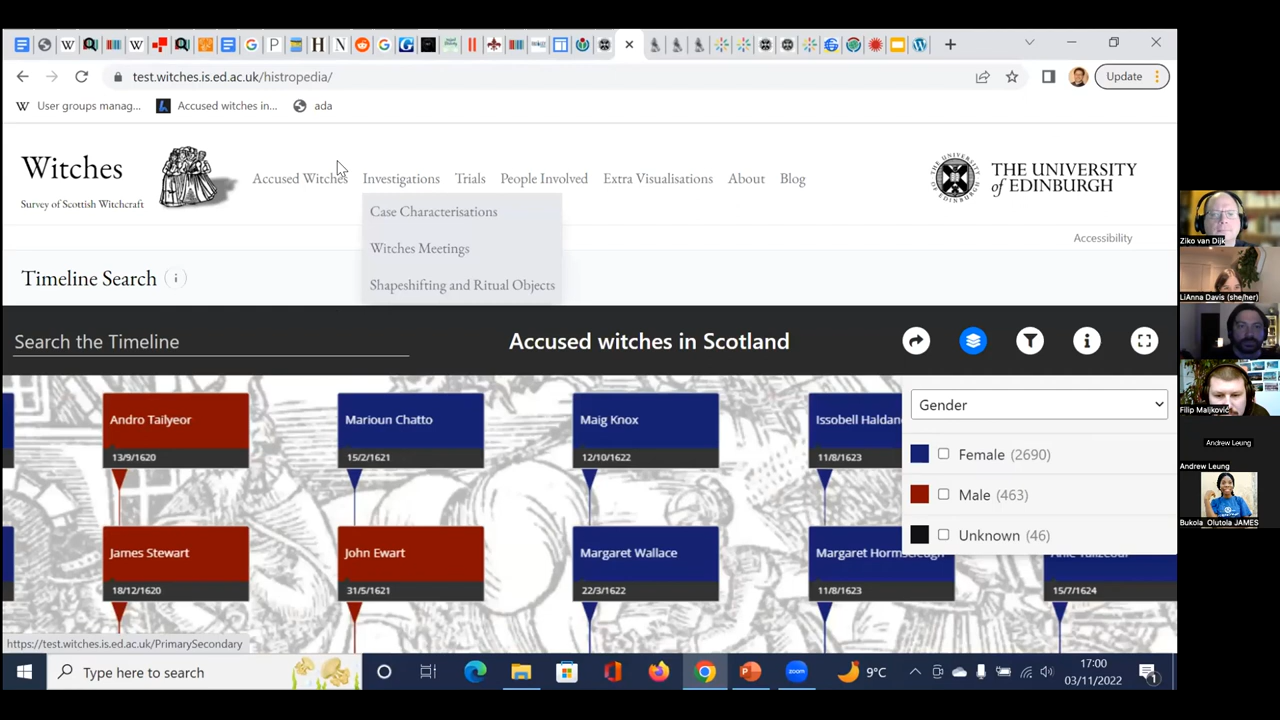 test.witches.is.ed.ac.uk/histropedia/
Update
User groups manag...
Accused witches in...
ada
Witches
Survey of Scottish Witchcraft
Accused Witches
Investigations
Trials
People Involved
Extra Visualisations
About
Blog
THE UNIVERSITY
of EDINBURGH
Case Characterisations
Witches Meetings
Shapeshifting and Ritual Objects
Accessibility
Timeline Search
Search the Timeline
Accused witches in Scotland
Gender
Female (2690)
Male (463)
Unknown (46)
Andro Tailyeor
13/9/1620
Marioun Chatto
15/2/1621
Maig Knox
12/10/1622
Issobell Haldan
11/8/1623
James Stewart
18/12/1620
John Ewart
31/5/1621
Margaret Wallace
22/3/1622
Margaret Hormscleugh
11/8/1623
15/7/1624
https://test.witches.is.ed.ac.uk/PrimarySecondary
Type here to search
9°C
17:00
03/11/2022
Ziko van Dijk
LiAnna Davis (she/her)
Filip Maljković
Andrew Leung
Andrew Leung
Bukola Olutola JAMES